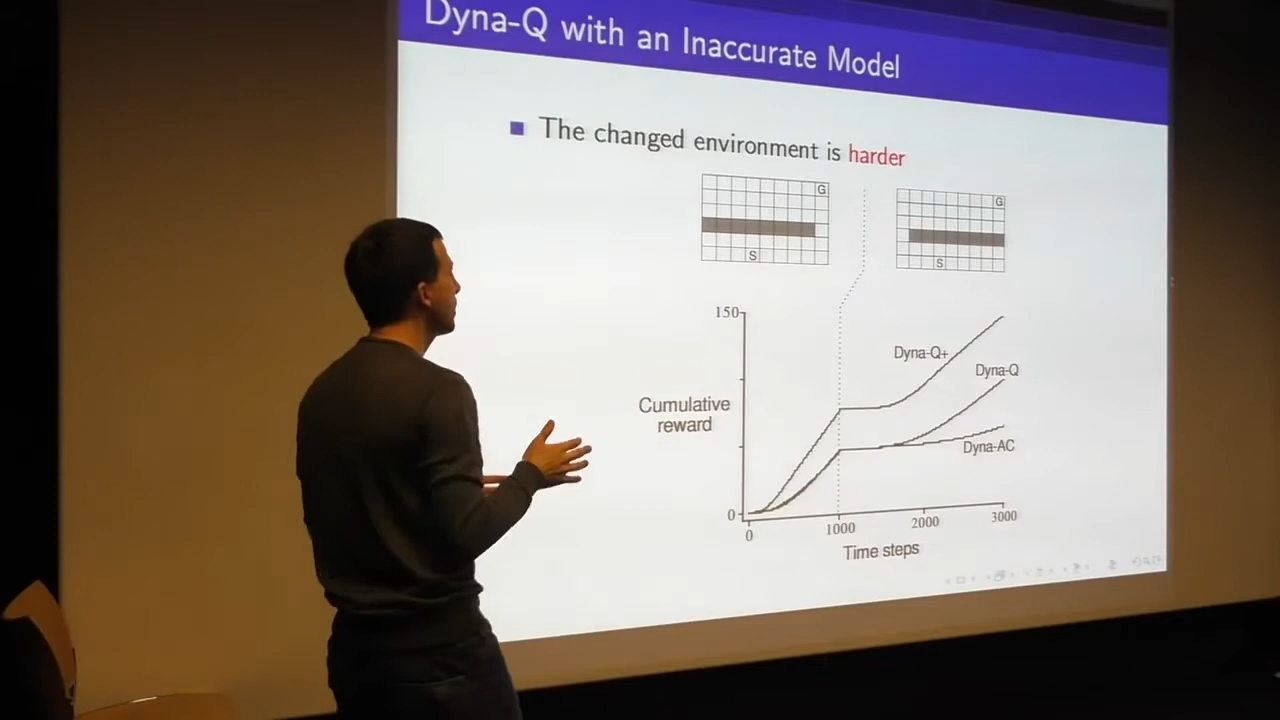 Dyna-Q with an Inaccurate Model
The changed environment is harder
G
S
G
S
150
Cumulative
reward
0
Dyna-Q+
Dyna-Q
Dyna-AC
0
1000
2000
3000
Time steps